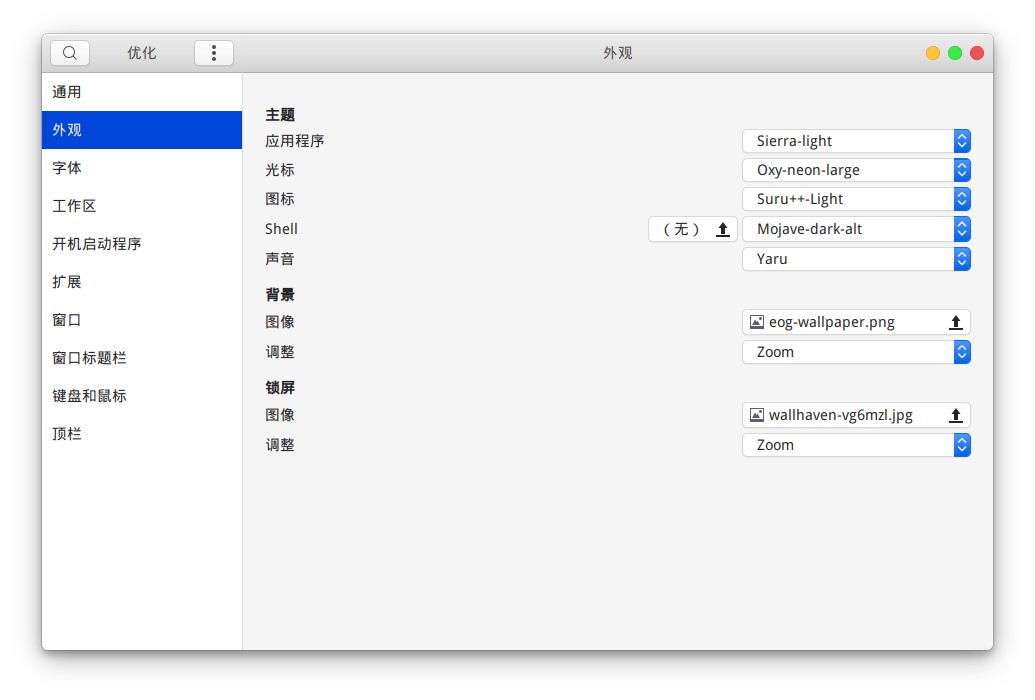 优化
外观
通用
外观
字体
工作区
开机启动程序
扩展
窗口
窗口标题栏
键盘和鼠标
顶栏
主题
应用程序 Sierra-light
光标 Oxy-neon-large
图标 Suru++-Light
Shell （无） Mojave-dark-alt
声音 Yaru
背景
图像 eog-wallpaper.png
调整 Zoom
锁屏
图像 wallhaven-vg6mzl.jpg
调整 Zoom